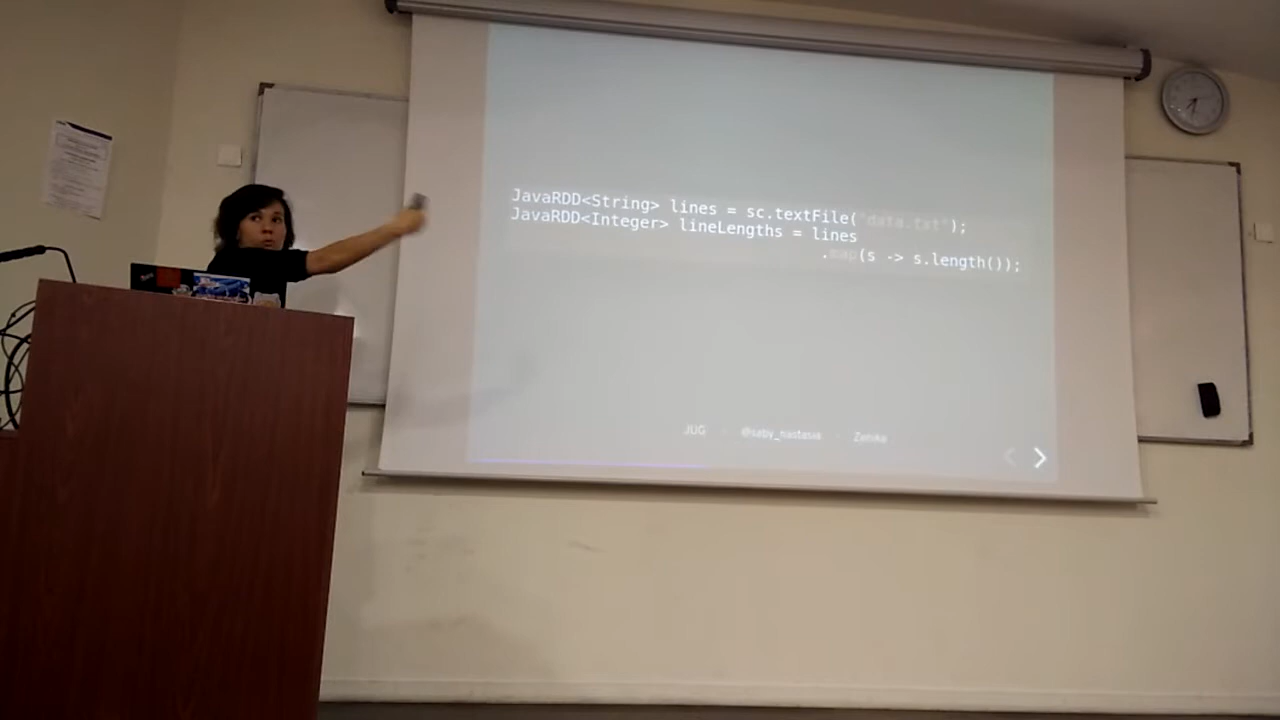 JavaRDD<String> lines = sc.textFile("data.txt");
JavaRDD<Integer> lineLengths = lines
.map(s -> s.length());
JUG - @saby_nastasia - Zenika